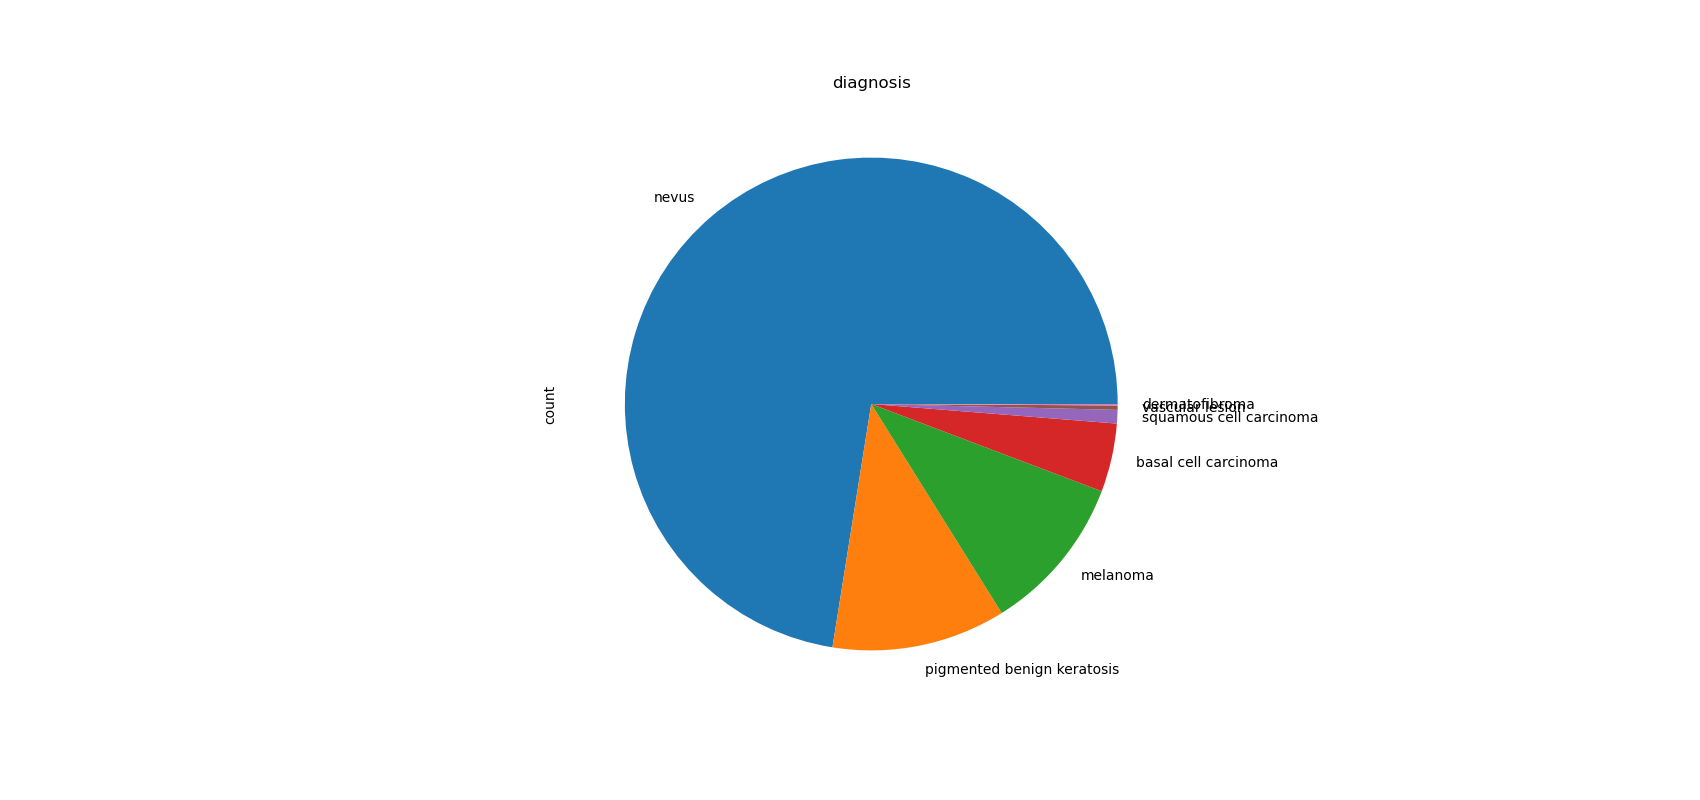 diagnosis
nevus
count
dermatofibroma
vascular lesion
squamous cell carcinoma
basal cell carcinoma
melanoma
pigmented benign keratosis